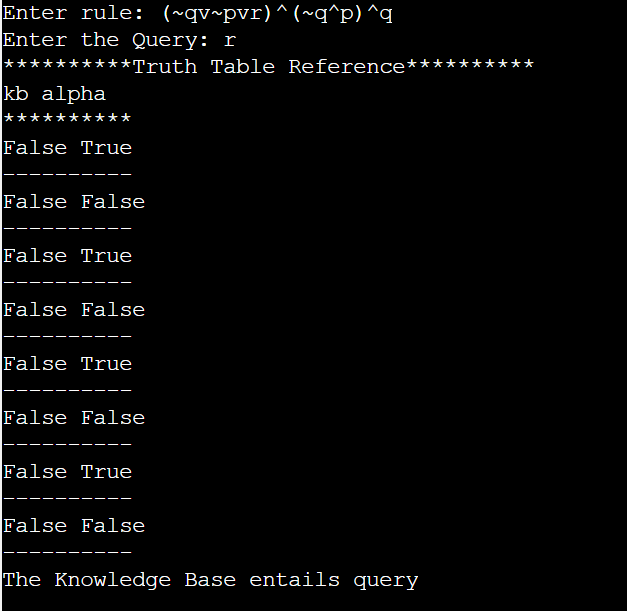 Enter rule: (~qv~pvr)^(~q^p)^q
Enter the Query: r
**********Truth Table Reference**********
kb alpha
**********
False True
----------
False False
----------
False True
----------
False False
----------
False True
----------
False False
----------
False True
----------
False False
----------
The Knowledge Base entails query